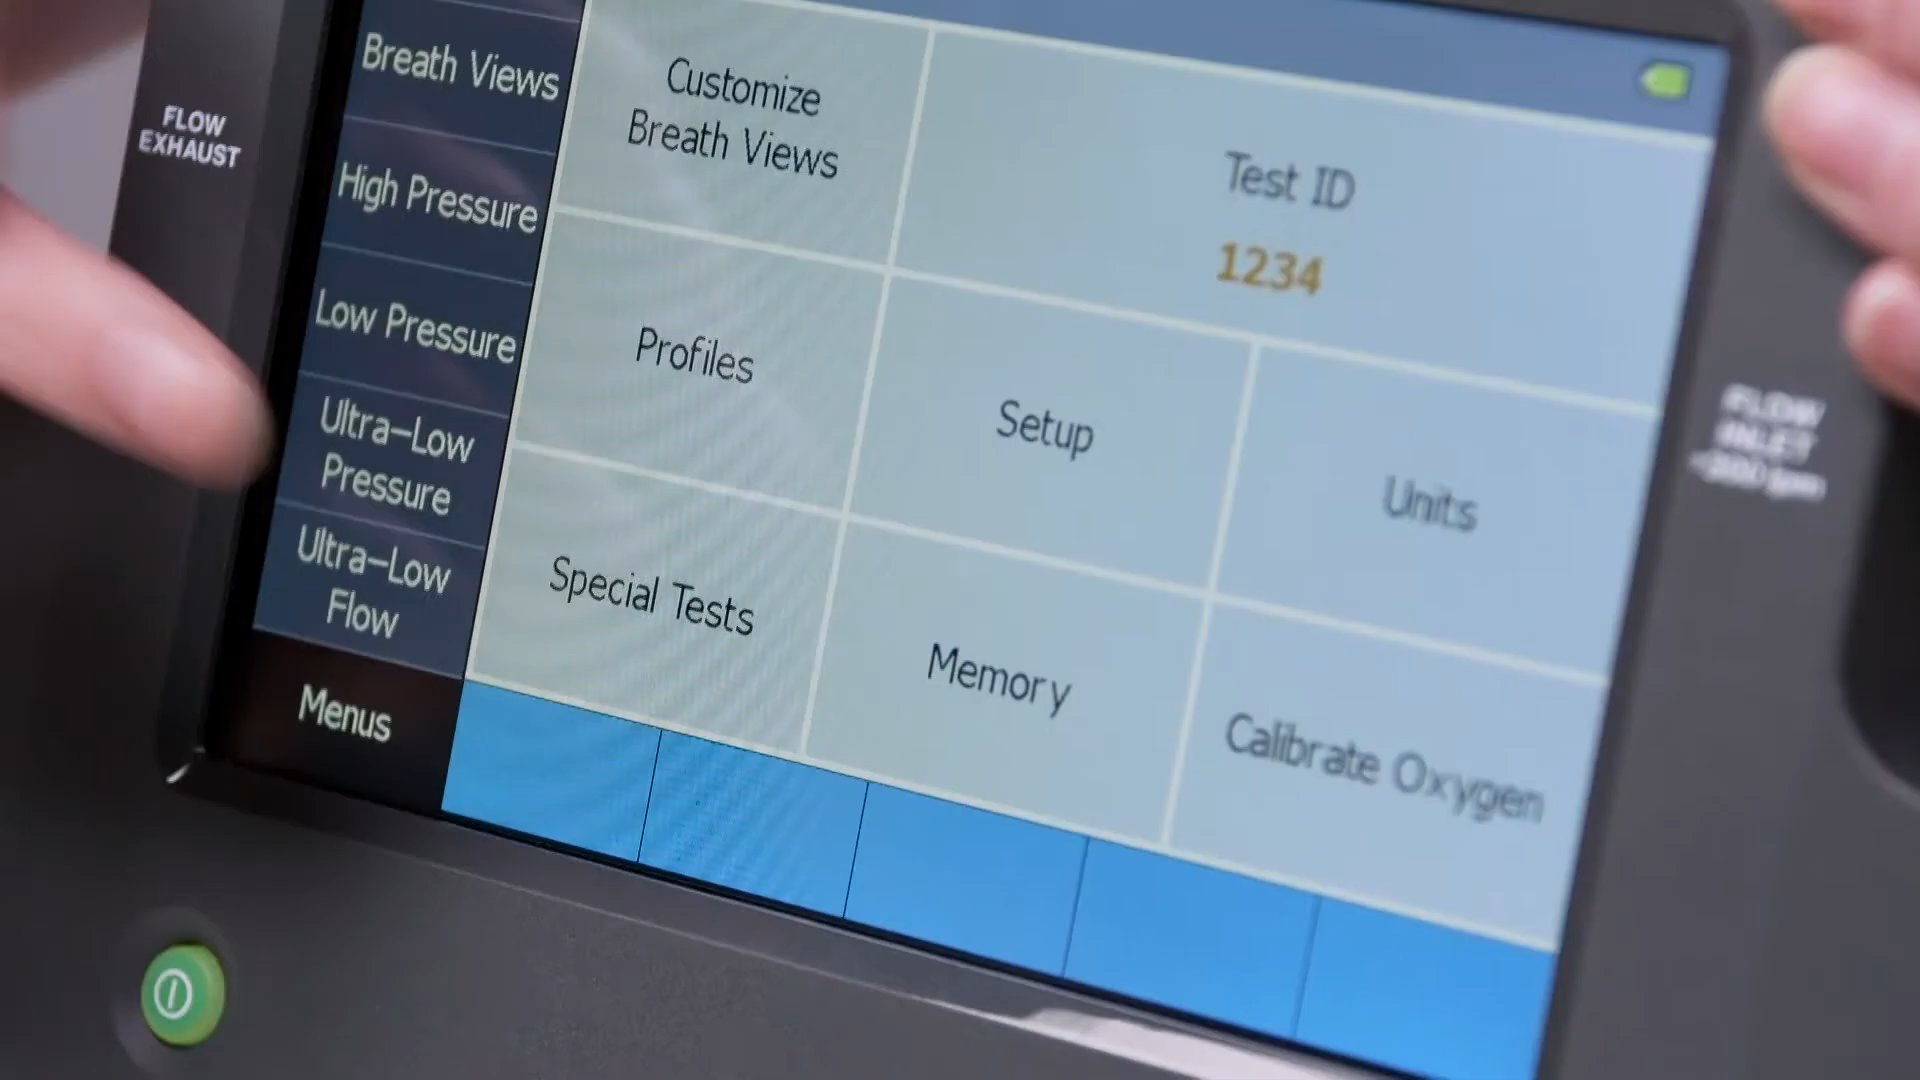 FLOW
EXHAUST
Breath Views
High Pressure
Low Pressure
Ultra-Low
Pressure
Ultra-Low
Flow
Menus
Customize
Breath Views
Test ID
1234
Profiles
Setup
Units
Special Tests
Memory
Calibrate Oxygen
FLOW
INLET